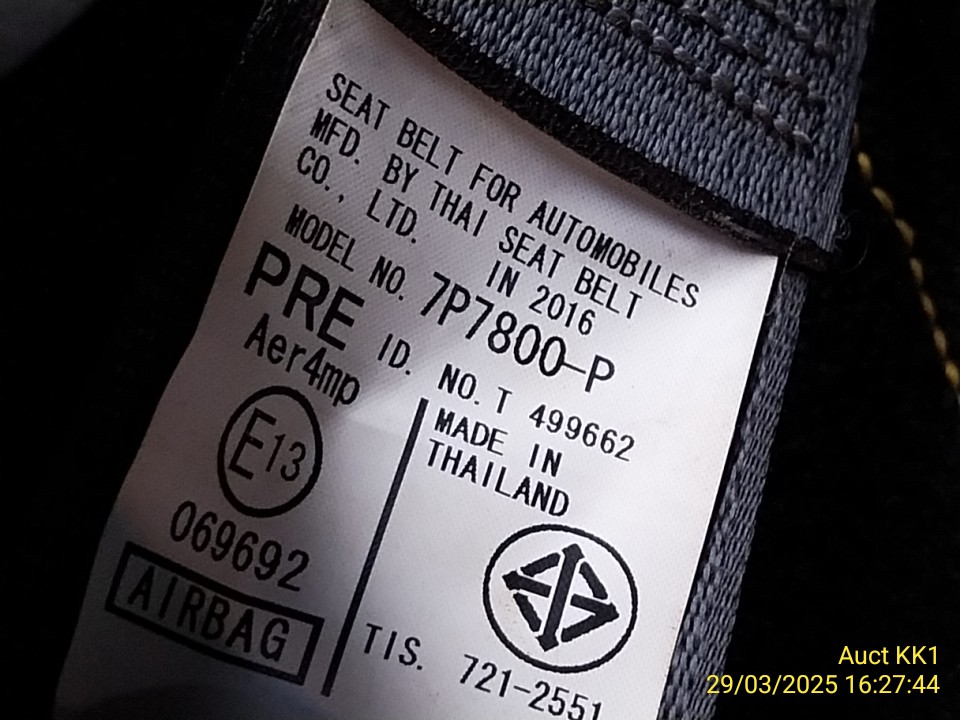 SEAT BELT FOR AUTOMOBILES
MFD. BY THAI SEAT BELT
CO., LTD. IN 2016
MODEL NO. 7P7800-P
PRE ID. NO. T 499662
Aer4mp
E13
069692
AIRBAG
MADE IN
THAILAND
TIS. 721-2551
Auct KK1
29/03/2025 16:27:44